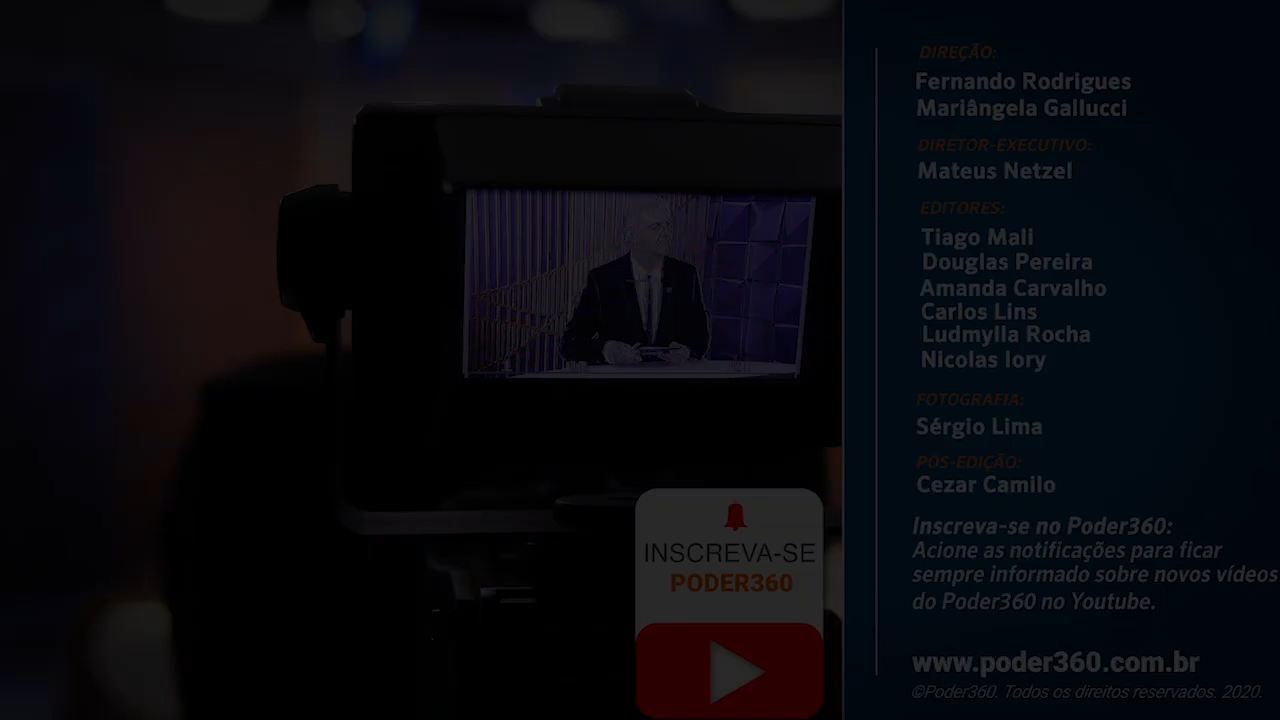 DIREÇÃO:
Fernando Rodrigues
Mariângela Gallucci
DIRETOR-EXECUTIVO:
Mateus Netzel
EDITORES:
Tiago Mali
Douglas Pereira
Amanda Carvalho
Carlos Lins
Ludmylla Rocha
Nicolas Iory
FOTOGRAFIA:
Sérgio Lima
PÓS-EDIÇÃO:
Cezar Camilo
Inscreva-se no Poder360:
Acione as notificações para ficar
sempre informado sobre novos vídeos
do Poder360 no Youtube.
www.poder360.com.br
©Poder360. Todos os direitos reservados. 2020.
INSCREVA-SE
PODER360